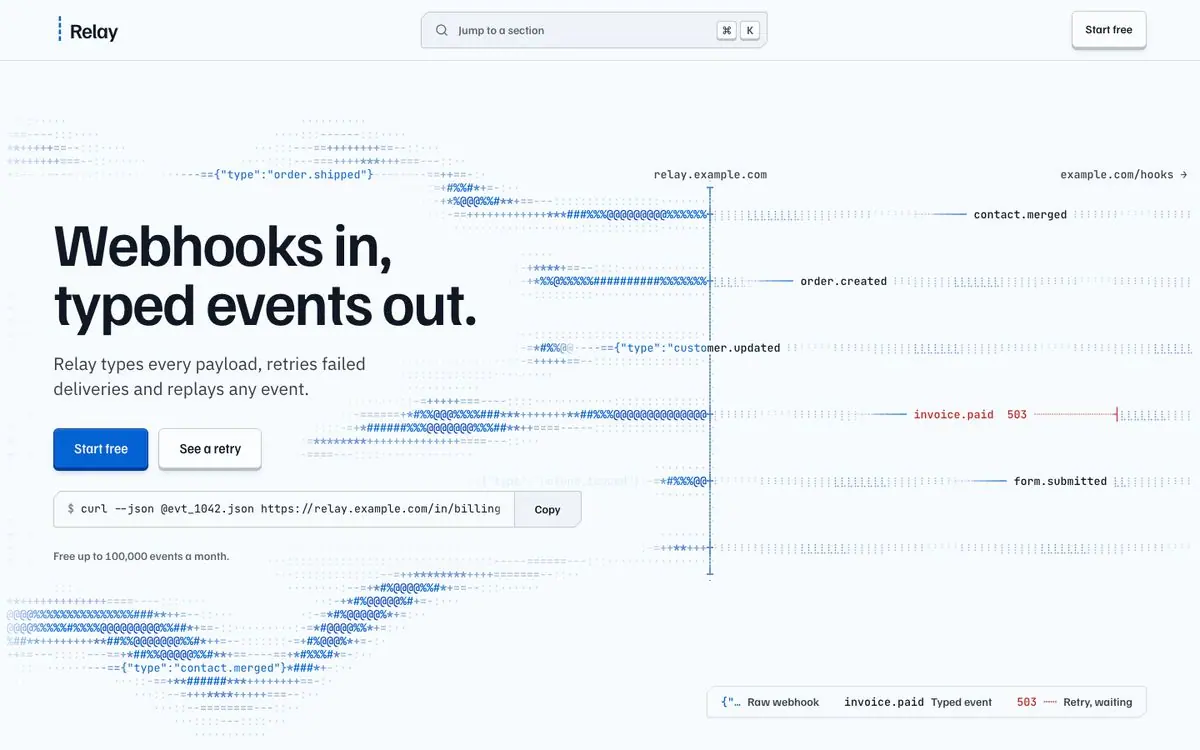 Relay
Jump to a section
⌘ K
Start free
{"type":"order.shipped"}
relay.example.com
example.com/hooks →
contact.merged
Webhooks in,
typed events out.
order.created
{"type":"customer.updated
Relay types every payload, retries failed
deliveries and replays any event.
invoice.paid 503
Start free
See a retry
form.submitted
$ curl --json @evt_1042.json https://relay.example.com/in/billing
Copy
Free up to 100,000 events a month.
{"type":"contact.merged"}
{"… Raw webhook
invoice.paid Typed event
503 Retry, waiting